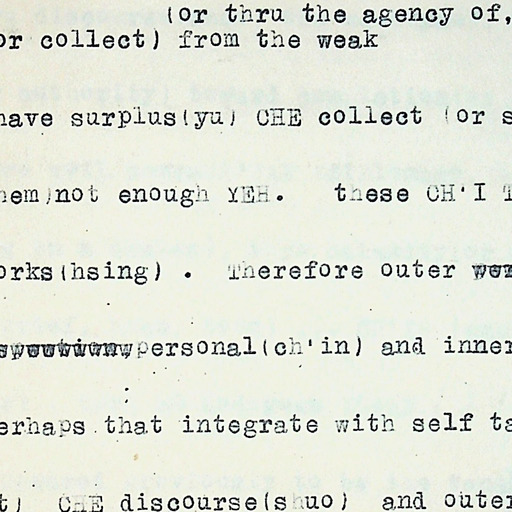 (or thru the agency of,
or collect) from the weak
have surplus(yu) CHE collect (or s
hem)not enough YEH. these CH'I T
orks(hsing) . Therefore outer
personal(ch'in) and inner
erhaps that integrate with self ta
t) CHE discourse(shuo) and outer